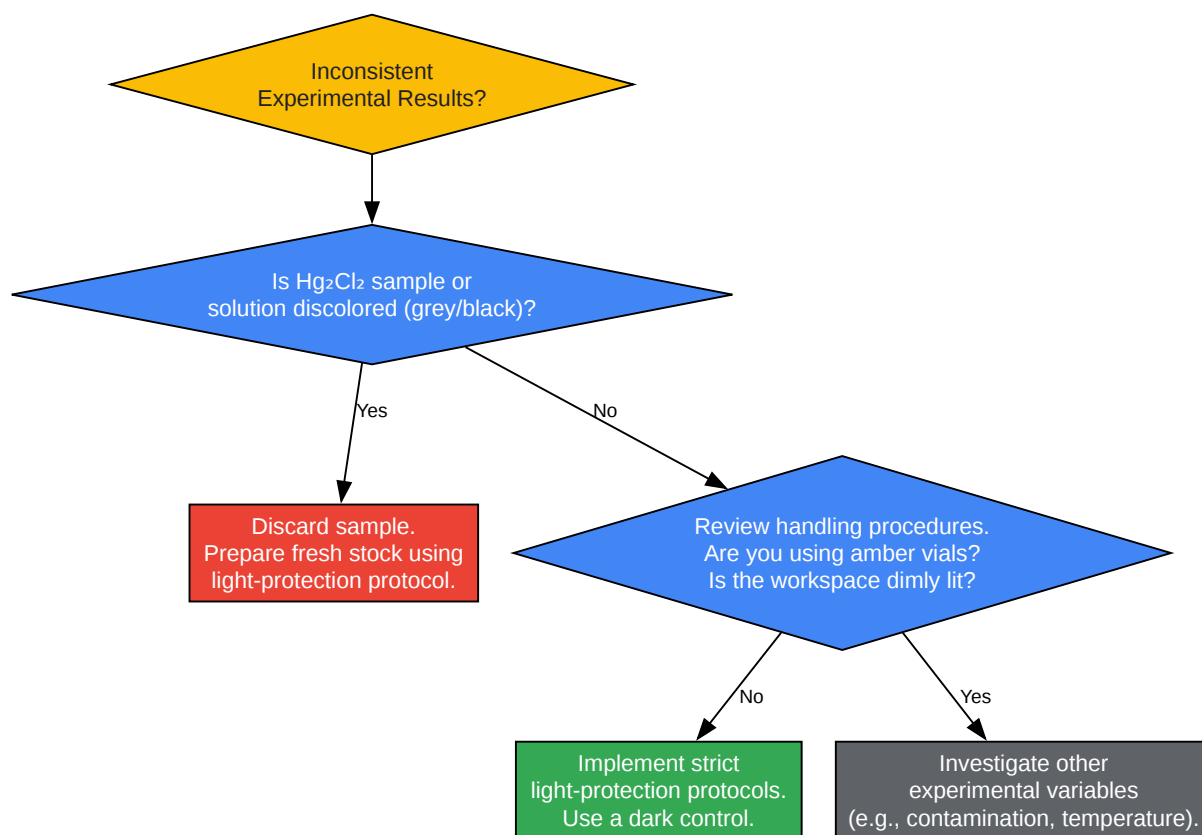 Inconsistent
Experimental Results?
Is Hg₂Cl₂ sample or
solution discolored (grey/black)?
Yes
No
Discard sample.
Prepare fresh stock using
light-protection protocol.
Review handling procedures.
Are you using amber vials?
Is the workspace dimly lit?
No
Yes
Implement strict
light-protection protocols.
Use a dark control.
Investigate other
experimental variables
(e.g., contamination, temperature).